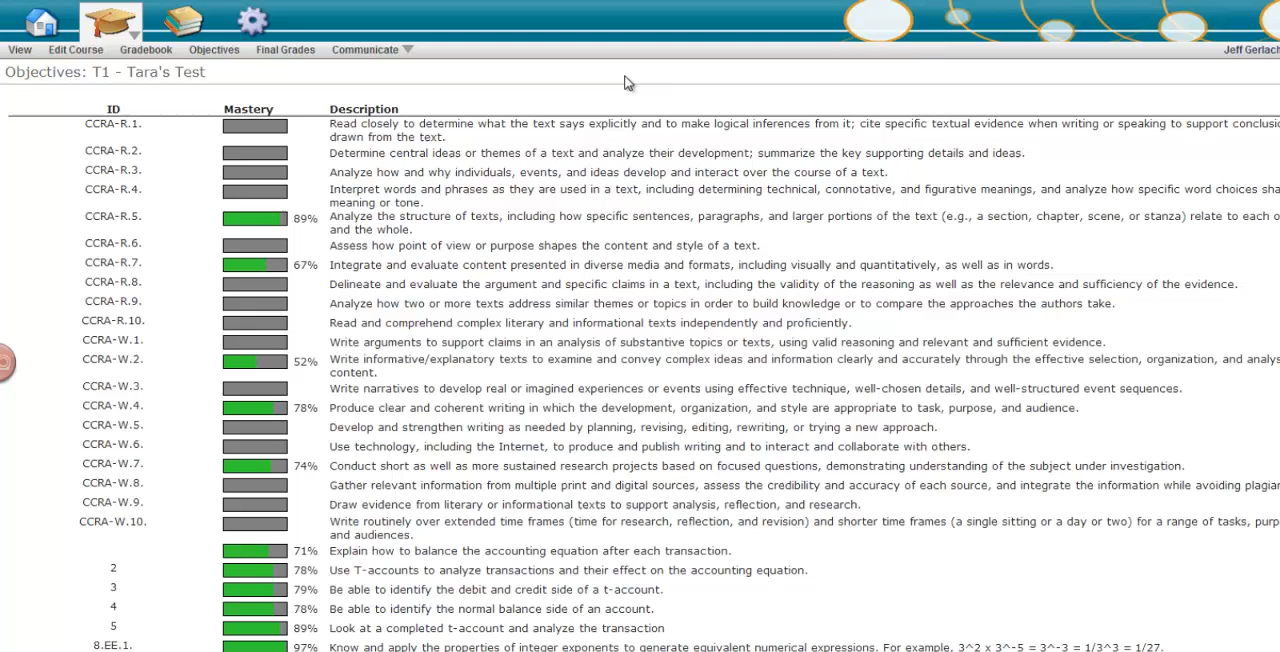 View Edit Course Gradebook Objectives Final Grades Communicate
Jeff Gerlach
Objectives: T1 - Tara's Test
ID Mastery Description
CCRA-R.1. Read closely to determine what the text says explicitly and to make logical inferences from it; cite specific textual evidence when writing or speaking to support
drawn from the text.
CCRA-R.2. Determine central ideas or themes of a text and analyze their development; summarize the key supporting details and ideas.
CCRA-R.3. Analyze how and why individuals, events, and ideas develop and interact over the course of a text.
CCRA-R.4. Interpret words and phrases as they are used in a text, including determining technical, connotative, and figurative meanings, and analyze how specific word choices
meaning or tone.
CCRA-R.5. 89% Analyze the structure of texts, including how specific sentences, paragraphs, and larger portions of the text (e.g., a section, chapter, scene, or stanza) relate to each
and the whole.
CCRA-R.6. Assess how point of view or purpose shapes the content and style of a text.
CCRA-R.7. 67% Integrate and evaluate content presented in diverse media and formats, including visually and quantitatively, as well as in words.
CCRA-R.8. Delineate and evaluate the argument and specific claims in a text, including the validity of the reasoning as well as the relevance and sufficiency of the evidence.
CCRA-R.9. Analyze how two or more texts address similar themes or topics in order to build knowledge or to compare the approaches the authors take.
CCRA-R.10. Read and comprehend complex literary and informational texts independently and proficiently.
CCRA-W.1. Write arguments to support claims in an analysis of substantive topics or texts, using valid reasoning and relevant and sufficient evidence.
CCRA-W.2. 52% Write informative/explanatory texts to examine and convey complex ideas and information clearly and accurately through the effective selection, organization, and
content.
CCRA-W.3. Write narratives to develop real or imagined experiences or events using effective technique, well-chosen details, and well-structured event sequences.
CCRA-W.4. 78% Produce clear and coherent writing in which the development, organization, and style are appropriate to task, purpose, and audience.
CCRA-W.5. Develop and strengthen writing as needed by planning, revising, editing, rewriting, or trying a new approach.
CCRA-W.6. Use technology, including the Internet, to produce and publish writing and to interact and collaborate with others.
CCRA-W.7. 74% Conduct short as well as more sustained research projects based on focused questions, demonstrating understanding of the subject under investigation.
CCRA-W.8. Gather relevant information from multiple print and digital sources, assess the credibility and accuracy of each source, and integrate the information while avoiding
CCRA-W.9. Draw evidence from literary or informational texts to support analysis, reflection, and research.
CCRA-W.10. Write routinely over extended time frames (time for research, reflection, and revision) and shorter time frames (a single sitting or a day or two) for a range of tasks,
and audiences.
71% Explain how to balance the accounting equation after each transaction.
2 78% Use T-accounts to analyze transactions and their effect on the accounting equation.
3 79% Be able to identify the debit and credit side of a t-account.
4 78% Be able to identify the normal balance side of an account.
5 89% Look at a completed t-account and analyze the transaction
8.EE.1. 97% Know and apply the properties of integer exponents to generate equivalent numerical expressions. For example, 3^2 x 3^-5 = 3^-3 = 1/3^3 = 1/27.